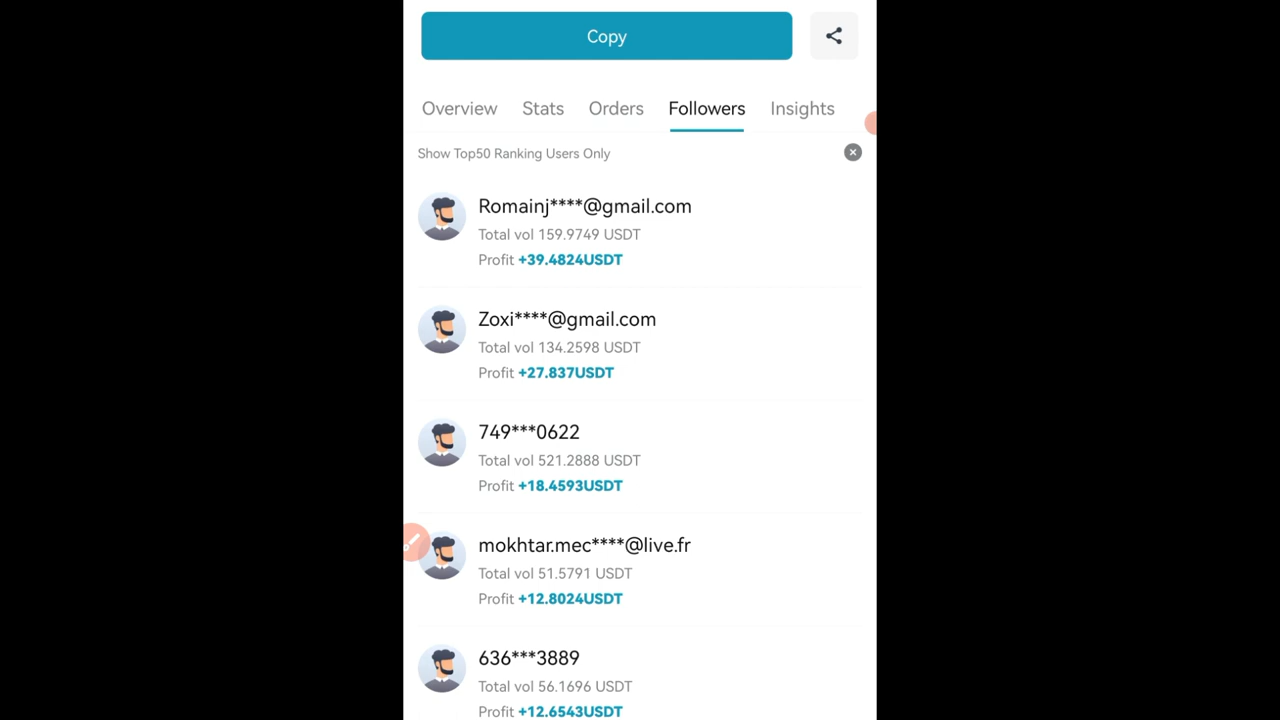 Copy
Overview Stats Orders Followers Insights
Show Top50 Ranking Users Only
Romainj****@gmail.com
Total vol 159.9749 USDT
Profit +39.4824USDT
Zoxi****@gmail.com
Total vol 134.2598 USDT
Profit +27.837USDT
749***0622
Total vol 521.2888 USDT
Profit +18.4593USDT
mokhtar.mec****@live.fr
Total vol 51.5791 USDT
Profit +12.8024USDT
636***3889
Total vol 56.1696 USDT
Profit +12.6543USDT